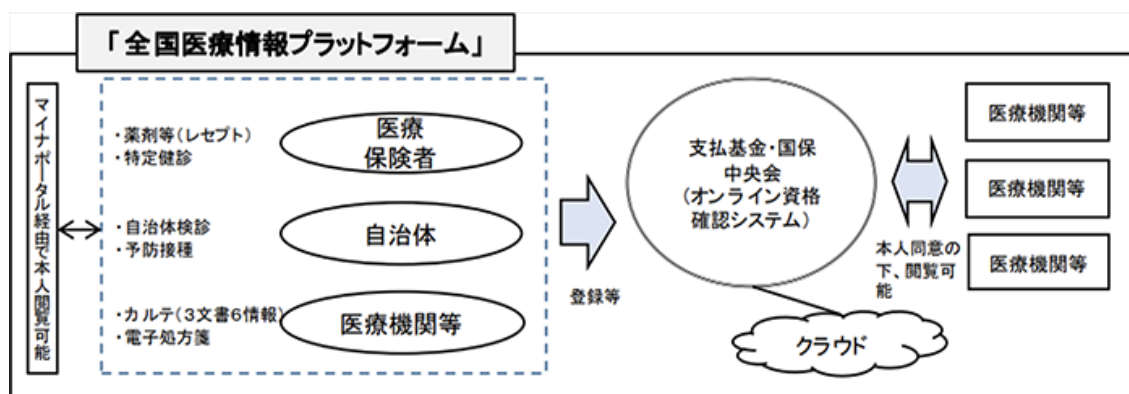 「全国医療情報プラットフォーム」
マイナポータル経由で本人閲覧可能
・薬剤等（レセプト）
・特定健診
医療
保険者
・自治体検診
・予防接種
自治体
・カルテ（３文書６情報）
・電子処方箋
医療機関等
登録等
支払基金・国保
中央会
（オンライン資格
確認システム）
クラウド
本人同意の
下、閲覧可
能
医療機関等
医療機関等
医療機関等